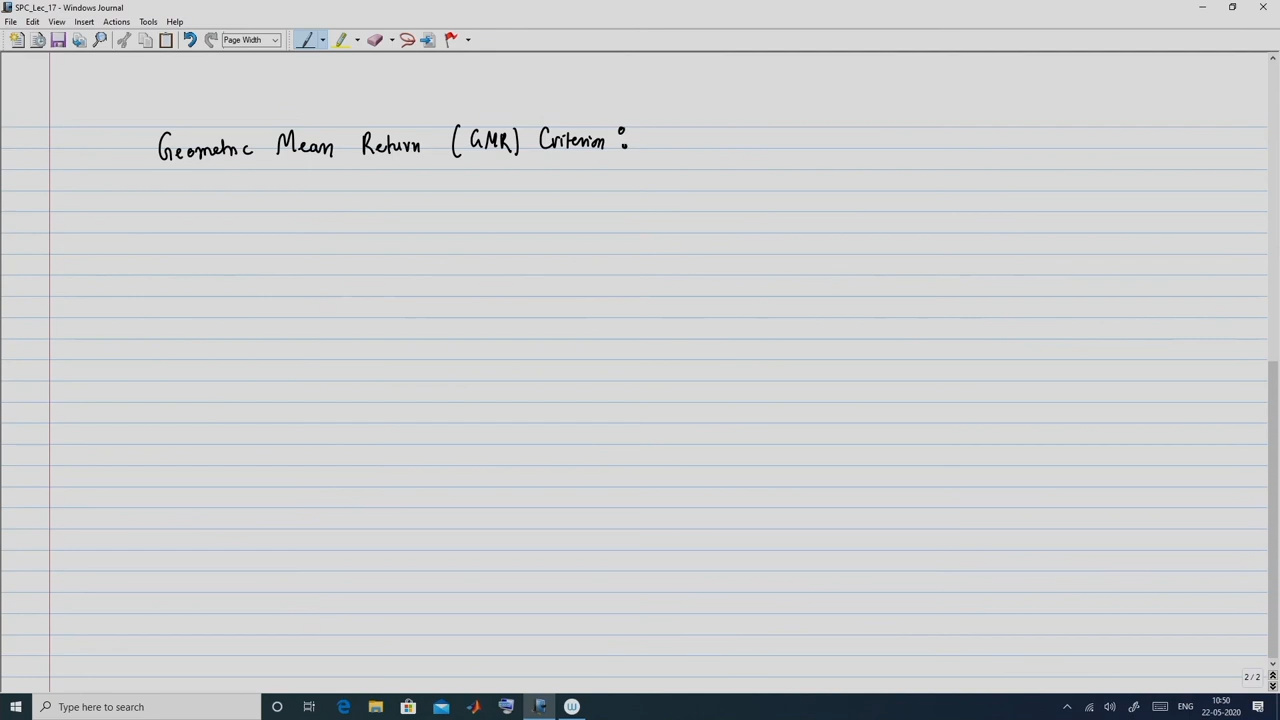 SPC_Lec_17 - Windows Journal
File Edit View Insert Actions Tools Help
Page Width
Geometric Mean Return (GMR) Criterion :
2 / 2
Type here to search
ENG
10:50
22-05-2020